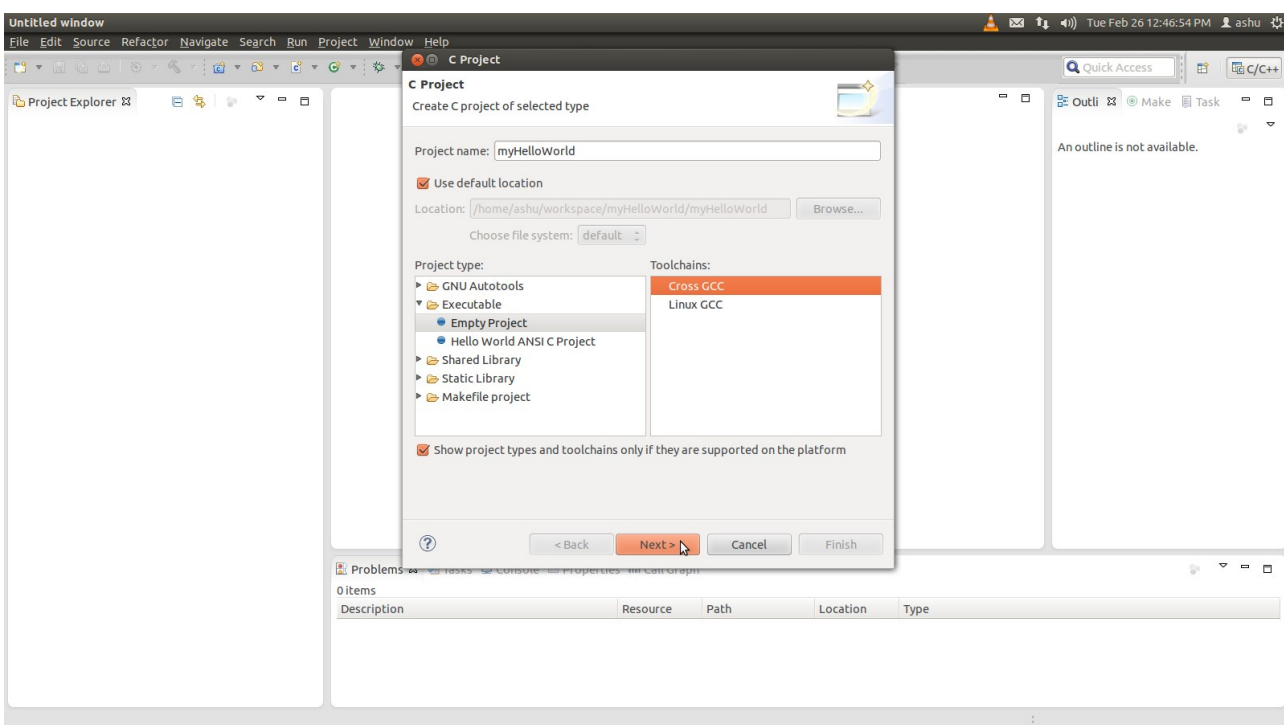 Untitled window
Tue Feb 26 12:46:54 PM ashu
File Edit Source Refactor Navigate Search Run Project Window Help
C Project
Quick Access
C/C++
C Project
Create C project of selected type
Project Explorer
Outli Make Task
An outline is not available.
Project name: myHelloWorld
Use default location
Location: /home/ashu/workspace/myHelloWorld/myHelloWorld Browse...
Choose file system: default
Project type: Toolchains:
GNU Autotools Cross GCC
Executable Linux GCC
Empty Project
Hello World ANSI C Project
Shared Library
Static Library
Makefile project
Show project types and toolchains only if they are supported on the platform
< Back Next > Cancel Finish
Problems Tasks Console Properties Call Graph
0 items
Description Resource Path Location Type